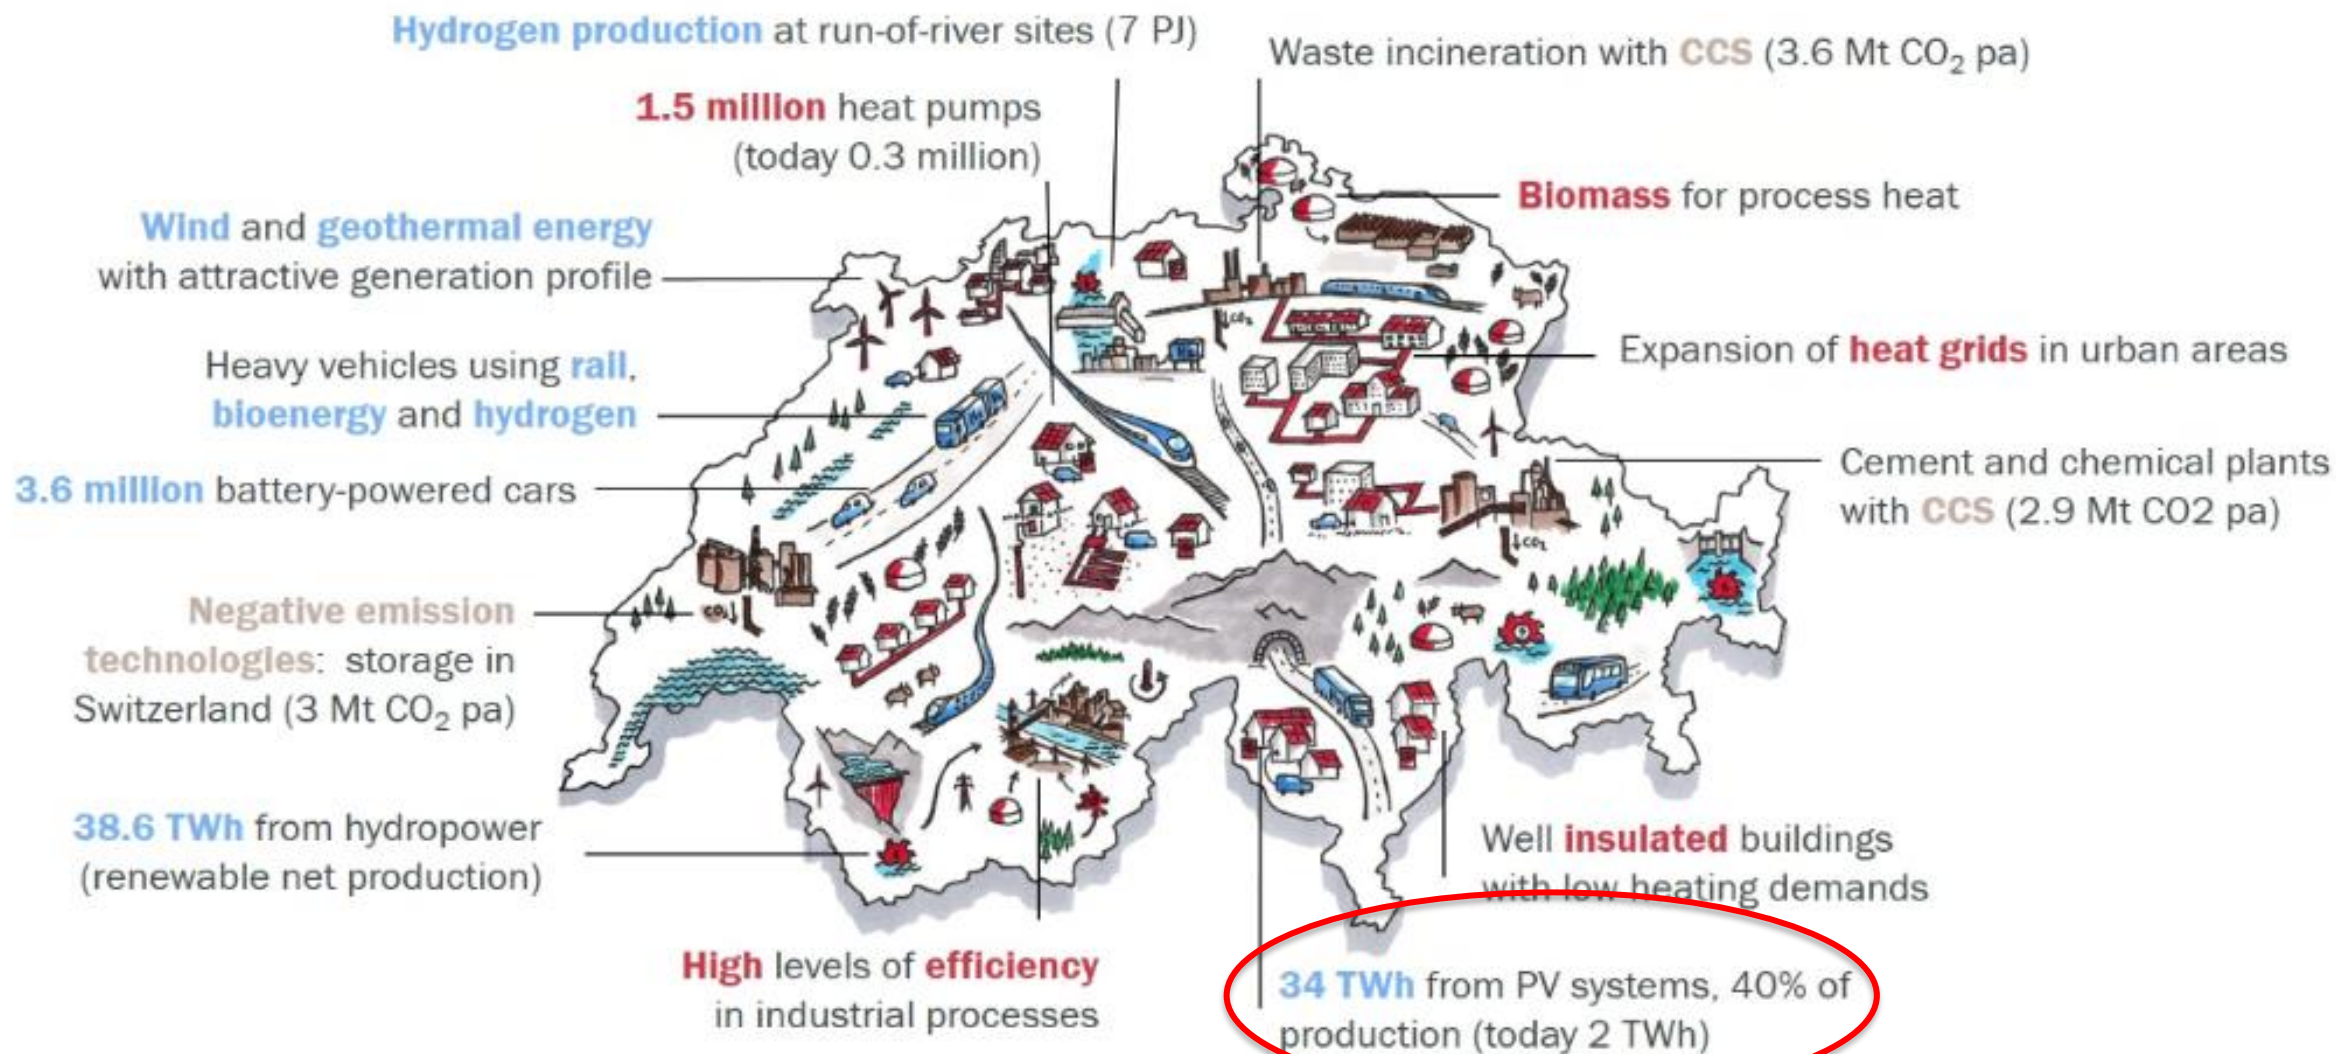 Hydrogen production at run-of-river sites (7 PJ)
Waste incineration with CCS (3.6 Mt CO₂ pa)
1.5 million heat pumps
(today 0.3 million)
Biomass for process heat
Wind and geothermal energy
with attractive generation profile
Heavy vehicles using rail,
bioenergy and hydrogen
Expansion of heat grids in urban areas
3.6 million battery-powered cars
Cement and chemical plants
with CCS (2.9 Mt CO2 pa)
Negative emission
technologies: storage in
Switzerland (3 Mt CO₂ pa)
38.6 TWh from hydropower
(renewable net production)
Well insulated buildings
with low heating demands
High levels of efficiency
in industrial processes
34 TWh from PV systems, 40% of
production (today 2 TWh)
CO₂
CO₂
CO₂